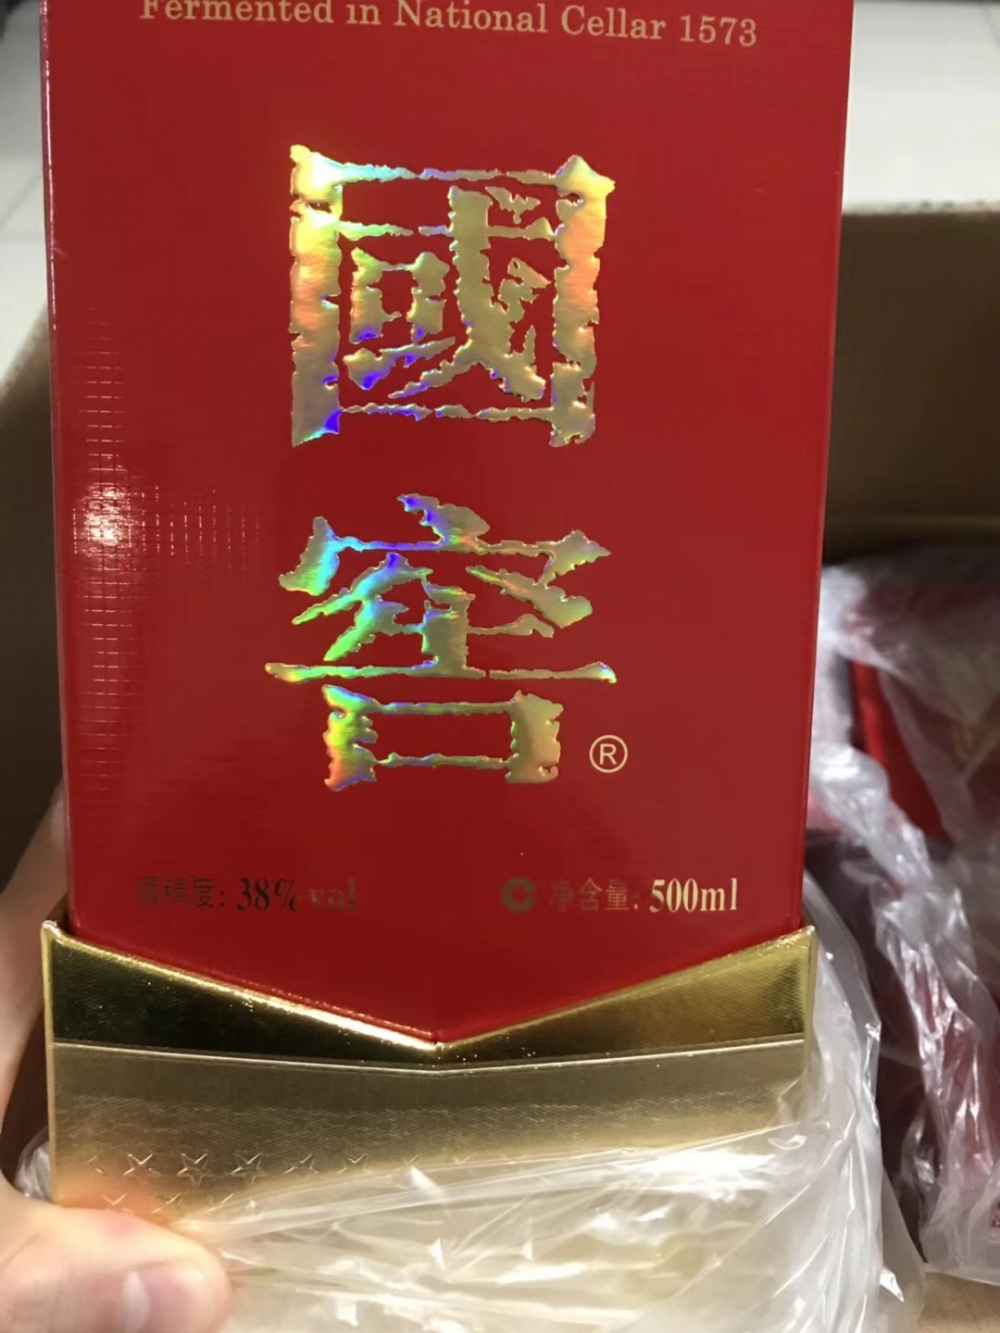 Fermented in National Cellar 1573
國
窖
®
酒精度: 38%vol
净含量: 500ml